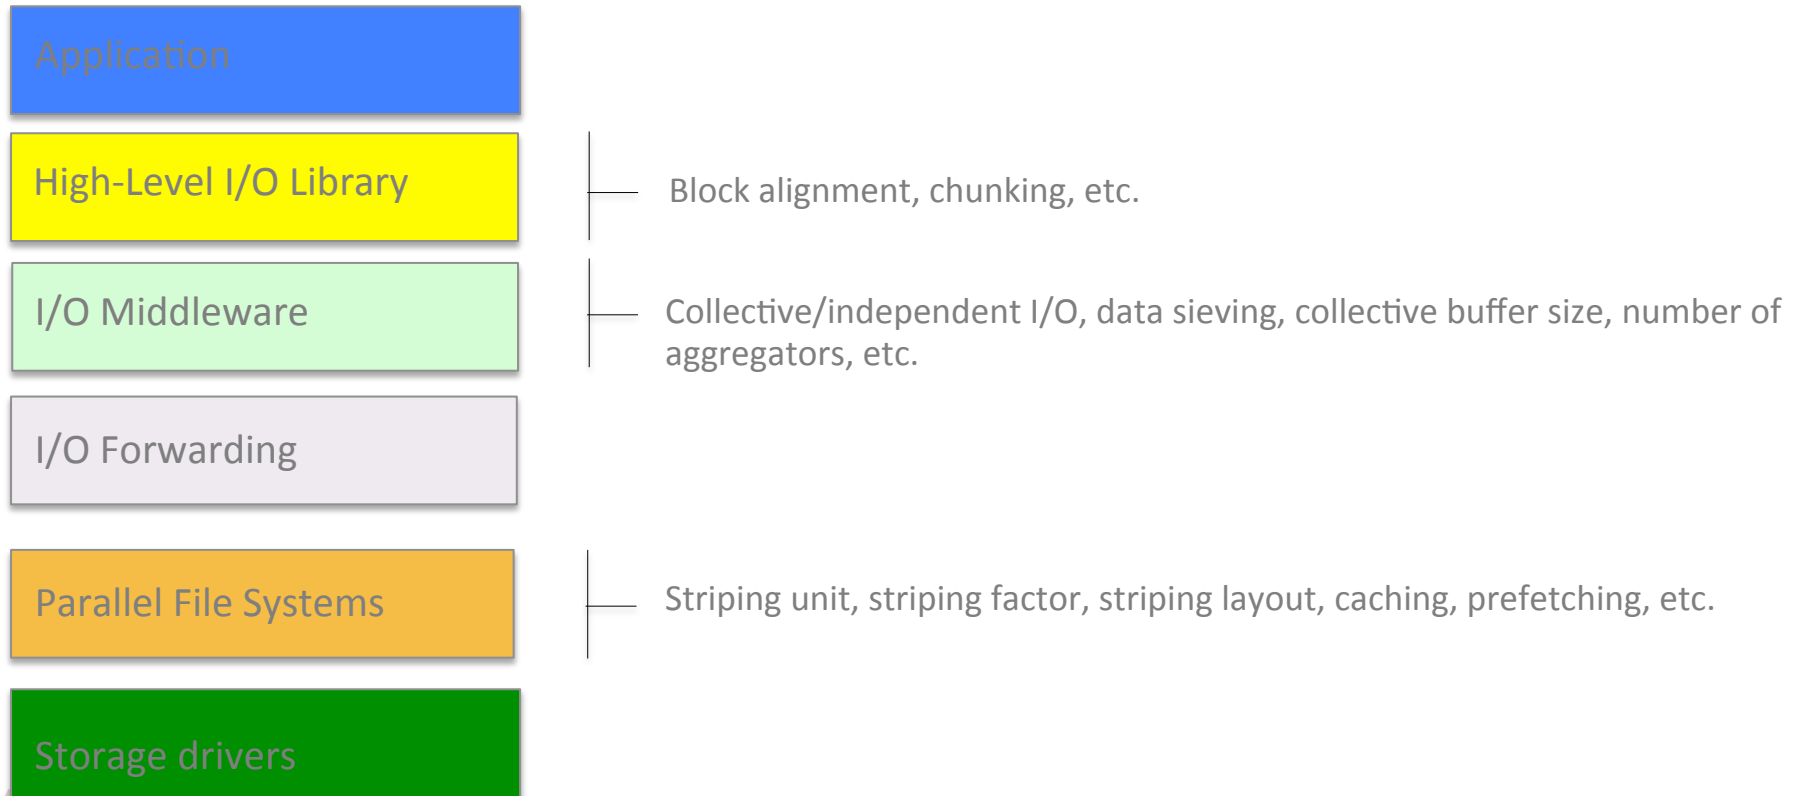 Application
High-Level I/O Library
Block alignment, chunking, etc.
I/O Middleware
Collective/independent I/O, data sieving, collective buffer size, number of
aggregators, etc.
I/O Forwarding
Parallel File Systems
Striping unit, striping factor, striping layout, caching, prefetching, etc.
Storage drivers